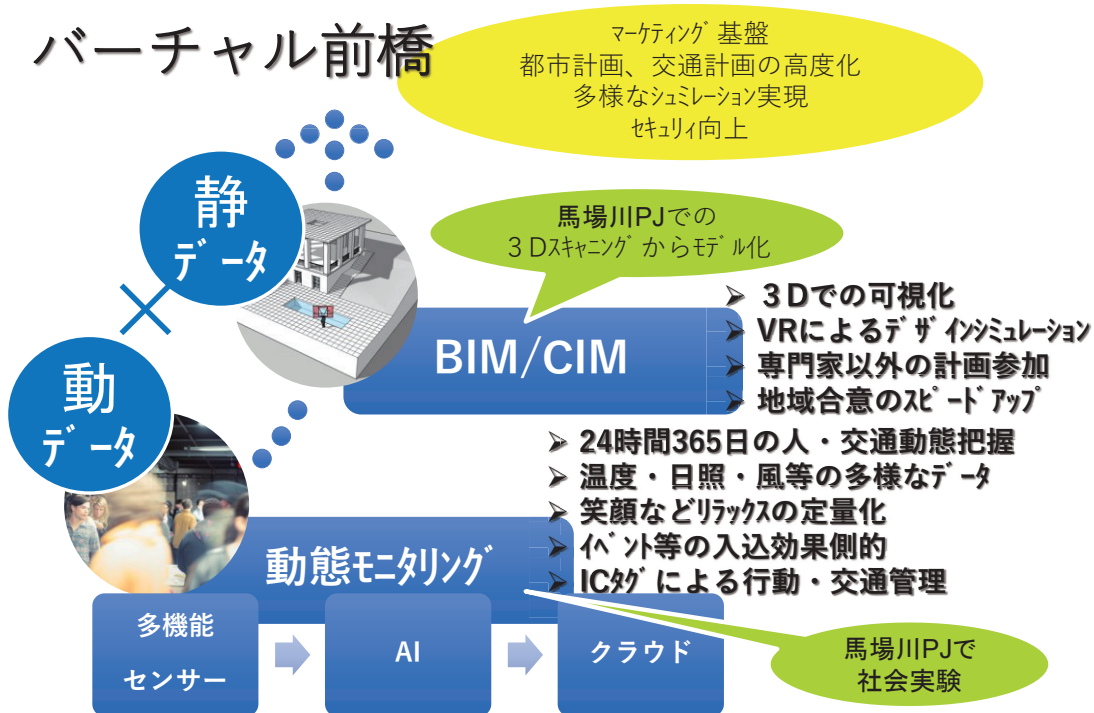 バーチャル前橋
マーケティング基盤
都市計画、交通計画の高度化
多様なシュミレーション実現
セキュリィ向上
静
データ
×
動
データ
馬場川PJでの
３Dスキャニングからモデル化
BIM/CIM
➢ ３Dでの可視化
➢ VRによるデザインシミュレーション
➢ 専門家以外の計画参加
➢ 地域合意のスピードアップ
➢ 24時間365日の人・交通動態把握
➢ 温度・日照・風等の多様なデータ
➢ 笑顔などリラックスの定量化
➢ イベント等の入込効果側的
➢ ICタグによる行動・交通管理
動態モニタリング
多機能
センサー
AI
クラウド
馬場川PJで
社会実験